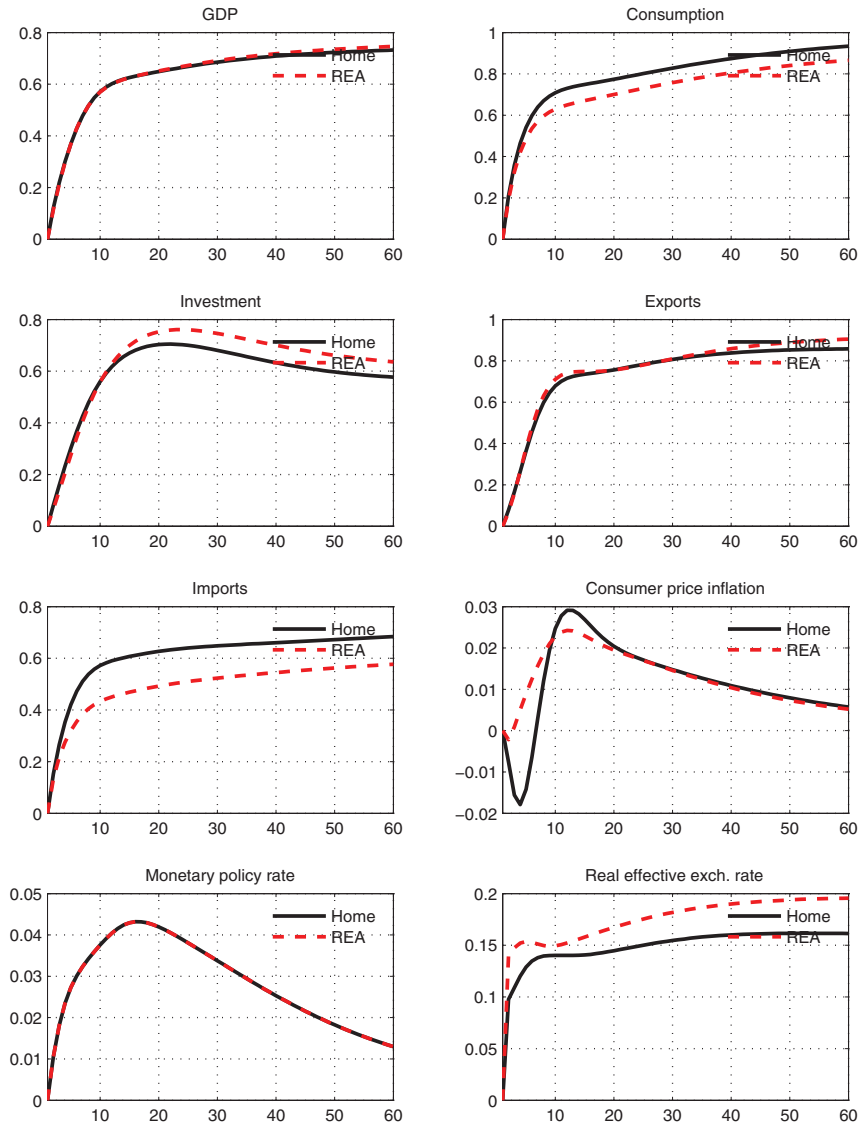 GDP
0.8
0.6
0.4
0.2
0
10 20 30 40 50 60
Home
REA
Consumption
1
0.8
0.6
0.4
0.2
0
10 20 30 40 50 60
Home
REA
Investment
0.8
0.6
0.4
0.2
0
10 20 30 40 50 60
Home
REA
Exports
1
0.8
0.6
0.4
0.2
0
10 20 30 40 50 60
Home
REA
Imports
0.8
0.6
0.4
0.2
0
10 20 30 40 50 60
Home
REA
Consumer price inflation
0.03
0.02
0.01
0
−0.01
−0.02
10 20 30 40 50 60
Home
REA
Monetary policy rate
0.05
0.04
0.03
0.02
0.01
0
10 20 30 40 50 60
Home
REA
Real effective exch. rate
0.2
0.15
0.1
0.05
0
10 20 30 40 50 60
Home
REA